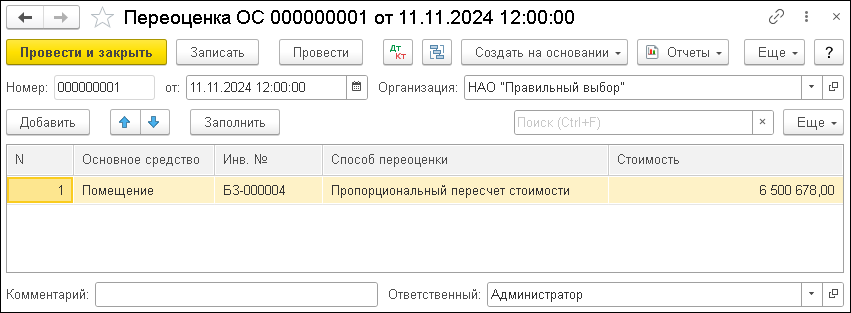 Переоценка ОС 000000001 от 11.11.2024 12:00:00
Провести и закрыть Записать Провести Дт Кт Создать на основании Отчеты Еще ?
Номер: 000000001 от: 11.11.2024 12:00:00 Организация: НАО "Правильный выбор"
Добавить Заполнить Поиск (Ctrl+F) × Еще
N Основное средство Инв. № Способ переоценки Стоимость
1 Помещение БЗ-000004 Пропорциональный пересчет стоимости 6 500 678,00
Комментарий: Ответственный: Администратор